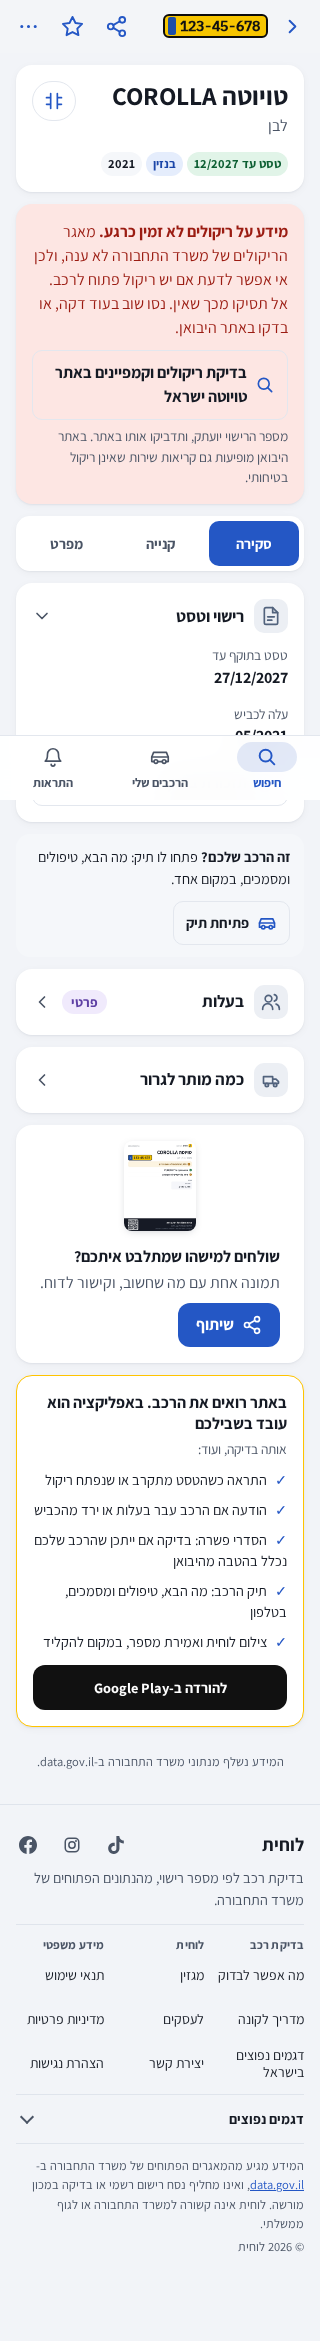 123-45-678
טויוטה COROLLA
לבן
טסט עד 12/2027
בנזין
2021
מידע על ריקולים לא זמין כרגע. מאגר
הריקולים של משרד התחבורה לא ענה, ולכן
אי אפשר לדעת אם יש ריקול פתוח לרכב.
אל תסיקו מכך שאין. נסו שוב בעוד דקה, או
בדקו באתר היבואן.
בדיקת ריקולים וקמפיינים באתר
טויוטה ישראל
מספר הרישוי יועתק, ותדביקו אותו באתר. באתר
היבואן מופיעות גם קריאות שירות שאינן ריקול
בטיחותי.
סקירה
קנייה
מפרט
רישוי וטסט
טסט בתוקף עד
27/12/2027
עלה לכביש
05/2021
חיפוש
הרכבים שלי
התראות
זה הרכב שלכם? פתחו לו תיק: מה הבא, טיפולים
ומסמכים, במקום אחד.
פתיחת תיק
בעלות
פרטי
כמה מותר לגרור
שולחים למישהו שמתלבט איתכם?
תמונה אחת עם מה שחשוב, וקישור לדוח.
שיתוף
באתר רואים את הרכב. באפליקציה הוא
עובד בשבילכם
אותה בדיקה, ועוד:
✓ התראה כשהטסט מתקרב או שנפתח ריקול
✓ הודעה אם הרכב עבר בעלות או ירד מהכביש
✓ הסדרי פשרה: בדיקה אם ייתכן שהרכב שלכם
נכלל בהטבה מהיבואן
✓ תיק הרכב: מה הבא, טיפולים ומסמכים,
בטלפון
✓ צילום לוחית ואמירת מספר, במקום להקליד
להורדה ב-Google Play
המידע נשלף מנתוני משרד התחבורה ב-data.gov.il.
לוחית
בדיקת רכב לפי מספר רישוי, מהנתונים הפתוחים של
משרד התחבורה.
בדיקת רכב
לוחית
מידע משפטי
מה אפשר לבדוק
מגזין
תנאי שימוש
מדריך לקונה
לעסקים
מדיניות פרטיות
דגמים נפוצים
בישראל
יצירת קשר
הצהרת נגישות
דגמים נפוצים
המידע מגיע מהמאגרים הפתוחים של משרד התחבורה ב-
data.gov.il, ואינו מחליף נסח רישום רשמי או בדיקה במכון
מורשה. לוחית אינה קשורה למשרד התחבורה או לגוף
ממשלתי.
© 2026 לוחית